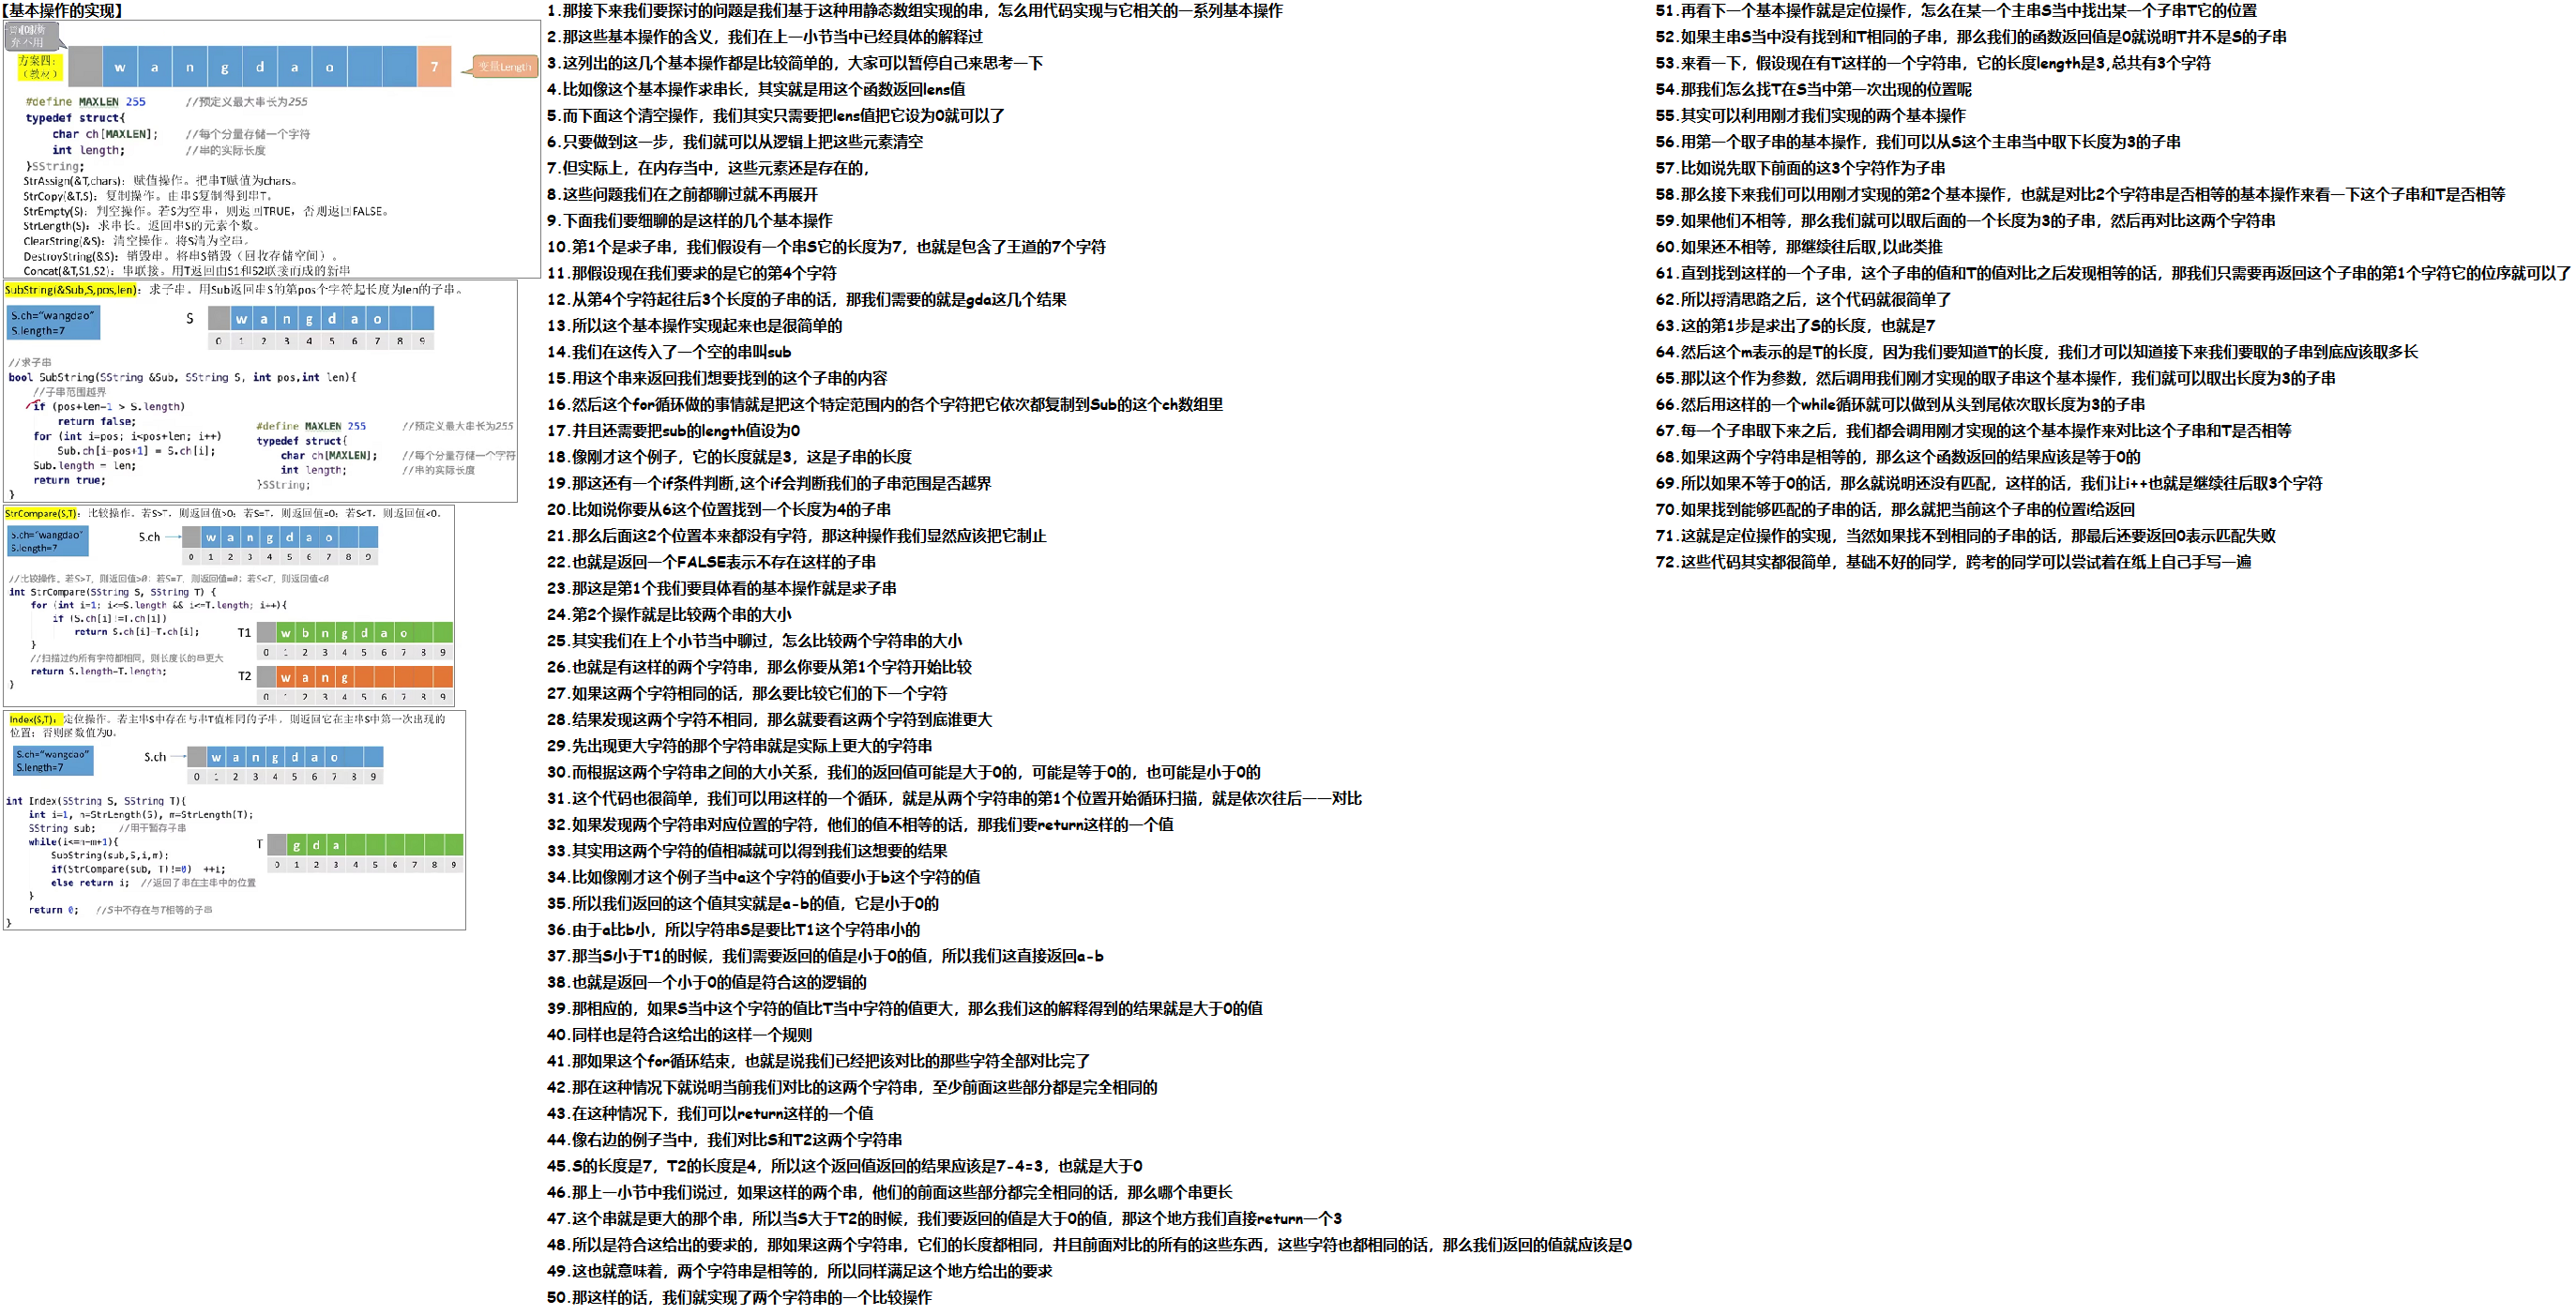 【基本操作的实现】
弃不用
方案四：
（教材）
w a n g d a o 7
变量Length
#define MAXLEN 255 //预定义最大串长为255
typedef struct{
char ch[MAXLEN]; //每个分量存储一个字符
int length; //串的实际长度
}SString;
StrAssign(&T,chars)：赋值操作。把串T赋值为chars。
StrCopy(&T,S)：复制操作。由串S复制得到串T。
StrEmpty(S)：判空操作。若S为空串，则返回TRUE，否则返回FALSE。
StrLength(S)：求串长。返回串S的元素个数。
ClearString(&S)：清空操作。将S清为空串。
DestroyString(&S)：销毁串。将串S销毁（回收存储空间）。
Concat(&T,S1,S2)：串联接。用T返回由S1和S2联接而成的新串
SubString(&Sub,S,pos,len)：求子串。用Sub返回串S的第pos个字符起长度为len的子串。
S.ch="wangdao"
S.length=7
S w a n g d a o
0 1 2 3 4 5 6 7 8 9
//求子串
bool SubString(SString &Sub, SString S, int pos,int len){
//子串范围越界
if (pos+len-1 > S.length)
return false;
for (int i=pos; i<pos+len; i++)
Sub.ch[i-pos+1] = S.ch[i];
Sub.length = len;
return true;
}
#define MAXLEN 255 //预定义最大串长为255
typedef struct{
char ch[MAXLEN]; //每个分量存储一个字符
int length; //串的实际长度
}SString;
StrCompare(S,T)：比较操作。若S>T，则返回值>0；若S=T，则返回值=0；若S<T，则返回值<0。
S.ch="wangdao"
S.length=7
S.ch w a n g d a o
0 1 2 3 4 5 6 7 8 9
//比较操作。若S>T，则返回值>0；若S=T，则返回值=0；若S<T，则返回值<0
int StrCompare(SString S, SString T) {
for (int i=1; i<=S.length && i<=T.length; i++){
if (S.ch[i]!=T.ch[i])
return S.ch[i]-T.ch[i];
}
//扫描过的所有字符都相同，则长度长的串更大
return S.length-T.length;
}
T1 w b n g d a o
0 1 2 3 4 5 6 7 8 9
T2 w a n g
0 1 2 3 4 5 6 7 8 9
Index(S,T)：定位操作。若主串S中存在与串T值相同的子串，则返回它在主串S中第一次出现的
位置；否则函数值为0。
S.ch="wangdao"
S.length=7
S.ch w a n g d a o
0 1 2 3 4 5 6 7 8 9
int Index(SString S, SString T){
int i=1, n=StrLength(S), m=StrLength(T);
SString sub; //用于暂存子串
while(i<=n-m+1){
SubString(sub,S,i,m);
if(StrCompare(sub, T)!=0) ++i;
else return i; //返回子串在主串中的位置
}
return 0; //S中不存在与T相等的子串
}
T g d a
0 1 2 3 4 5 6 7 8 9
1.那接下来我们要探讨的问题是我们基于这种用静态数组实现的串，怎么用代码实现与它相关的一系列基本操作
2.那这些基本操作的含义，我们在上一小节当中已经具体的解释过
3.这列出的这几个基本操作都是比较简单的，大家可以暂停自己来思考一下
4.比如像这个基本操作求串长，其实就是用这个函数返回lens值
5.而下面这个清空操作，我们其实只需要把lens值把它设为0就可以了
6.只要做到这一步，我们就可以从逻辑上把这些元素清空
7.但实际上，在内存当中，这些元素还是存在的，
8.这些问题我们在之前都聊过就不再展开
9.下面我们要细聊的是这样的几个基本操作
10.第1个是求子串，我们假设有一个串S它的长度为7，也就是包含了王道的7个字符
11.那假设现在我们要求的是它的第4个字符
12.从第4个字符起往后3个长度的子串的话，那我们需要的就是gda这几个结果
13.所以这个基本操作实现起来也是很简单的
14.我们在这传入了一个空的串叫sub
15.用这个串来返回我们想要找到的这个子串的内容
16.然后这个for循环做的事情就是把这个特定范围内的各个字符把它依次都复制到Sub的这个ch数组里
17.并且还需要把sub的length值设为0
18.像刚才这个例子，它的长度就是3，这是子串的长度
19.那这还有一个if条件判断,这个if会判断我们的子串范围是否越界
20.比如说你要从6这个位置找到一个长度为4的子串
21.那么后面这2个位置本来都没有字符，那这种操作我们显然应该把它制止
22.也就是返回一个FALSE表示不存在这样的子串
23.那这是第1个我们要具体看的基本操作就是求子串
24.第2个操作就是比较两个串的大小
25.其实我们在上个小节当中聊过，怎么比较两个字符串的大小
26.也就是有这样的两个字符串，那么你要从第1个字符开始比较
27.如果这两个字符相同的话，那么要比较它们的下一个字符
28.结果发现这两个字符不相同，那么就要看这两个字符到底谁更大
29.先出现更大字符的那个字符串就是实际上更大的字符串
30.而根据这两个字符串之间的大小关系，我们的返回值可能是大于0的，可能是等于0的，也可能是小于0的
31.这个代码也很简单，我们可以用这样的一个循环，就是从两个字符串的第1个位置开始循环扫描，就是依次往后一一对比
32.如果发现两个字符串对应位置的字符，他们的值不相等的话，那我们要return这样的一个值
33.其实用这两个字符的值相减就可以得到我们这想要的结果
34.比如像刚才这个例子当中a这个字符的值要小于b这个字符的值
35.所以我们返回的这个值其实就是a-b的值，它是小于0的
36.由于a比b小，所以字符串S是要比T1这个字符串小的
37.那当S小于T1的时候，我们需要返回的值是小于0的值，所以我们这直接返回a-b
38.也就是返回一个小于0的值是符合这的逻辑的
39.那相应的，如果S当中这个字符的值比T当中字符的值更大，那么我们这的解释得到的结果就是大于0的值
40.同样也是符合这给出的这样一个规则
41.那如果这个for循环结束，也就是说我们已经把该对比的那些字符全部对比完了
42.那在这种情况下就说明当前我们对比的这两个字符串，至少前面这些部分都是完全相同的
43.在这种情况下，我们可以return这样的一个值
44.像右边的例子当中，我们对比S和T2这两个字符串
45.S的长度是7，T2的长度是4，所以这个返回值返回的结果应该是7-4=3，也就是大于0
46.那上一小节中我们说过，如果这样的两个串，他们的前面这些部分都完全相同的话，那么哪个串更长
47.这个串就是更大的那个串，所以当S大于T2的时候，我们要返回的值是大于0的值，那这个地方我们直接return一个3
48.所以是符合这给出的要求的，那如果这两个字符串，它们的长度都相同，并且前面对比的所有的这些东西，这些字符也都相同的话，那么我们返回的值就应该是0
49.这也就意味着，两个字符串是相等的，所以同样满足这个地方给出的要求
50.那这样的话，我们就实现了两个字符串的一个比较操作
51.再看下一个基本操作就是定位操作，怎么在某一个主串S当中找出某一个子串T它的位置
52.如果主串S当中没有找到和T相同的子串，那么我们的函数返回值是0就说明T并不是S的子串
53.来看一下，假设现在有T这样的一个字符串，它的长度length是3,总共有3个字符
54.那我们怎么找T在S当中第一次出现的位置呢
55.其实可以利用刚才我们实现的两个基本操作
56.用第一个取子串的基本操作，我们可以从S这个主串当中取下长度为3的子串
57.比如说先取下前面的这3个字符作为子串
58.那么接下来我们可以用刚才实现的第2个基本操作，也就是对比2个字符串是否相等的基本操作来看一下这个子串和T是否相等
59.如果他们不相等，那么我们就可以取后面的一个长度为3的子串，然后再对比这两个字符串
60.如果还不相等，那继续往后取,以此类推
61.直到找到这样的一个子串，这个子串的值和T的值对比之后发现相等的话，那我们只需要再返回这个子串的第1个字符它的位序就可以了
62.所以捋清思路之后，这个代码就很简单了
63.这的第1步是求出了S的长度，也就是7
64.然后这个m表示的是T的长度，因为我们要知道T的长度，我们才可以知道接下来我们要取的子串到底应该取多长
65.那以这个作为参数，然后调用我们刚才实现的取子串这个基本操作，我们就可以取出长度为3的子串
66.然后用这样的一个while循环就可以做到从头到尾依次取长度为3的子串
67.每一个子串取下来之后，我们都会调用刚才实现的这个基本操作来对比这个子串和T是否相等
68.如果这两个字符串是相等的，那么这个函数返回的结果应该是等于0的
69.所以如果不等于0的话，那么就说明还没有匹配，这样的话，我们让i++也就是继续往后取3个字符
70.如果找到能够匹配的子串的话，那么就把当前这个子串的位置i给返回
71.这就是定位操作的实现，当然如果找不到相同的子串的话，那最后还要返回0表示匹配失败
72.这些代码其实都很简单，基础不好的同学，跨考的同学可以尝试着在纸上自己手写一遍